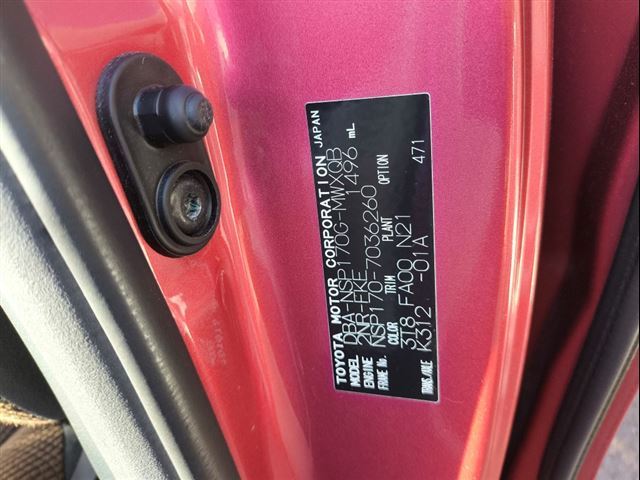 TOYOTA MOTOR CORPORATION JAPAN
MODEL DBA-NSP170G-MWXQB
ENGINE 2NR-FKE 1496 mL
FRAME No. NSP170-7036260
COLOR TRIM PLANT OPTION
318 FA00 N21 471
TRANS/AXLE K312 -01A